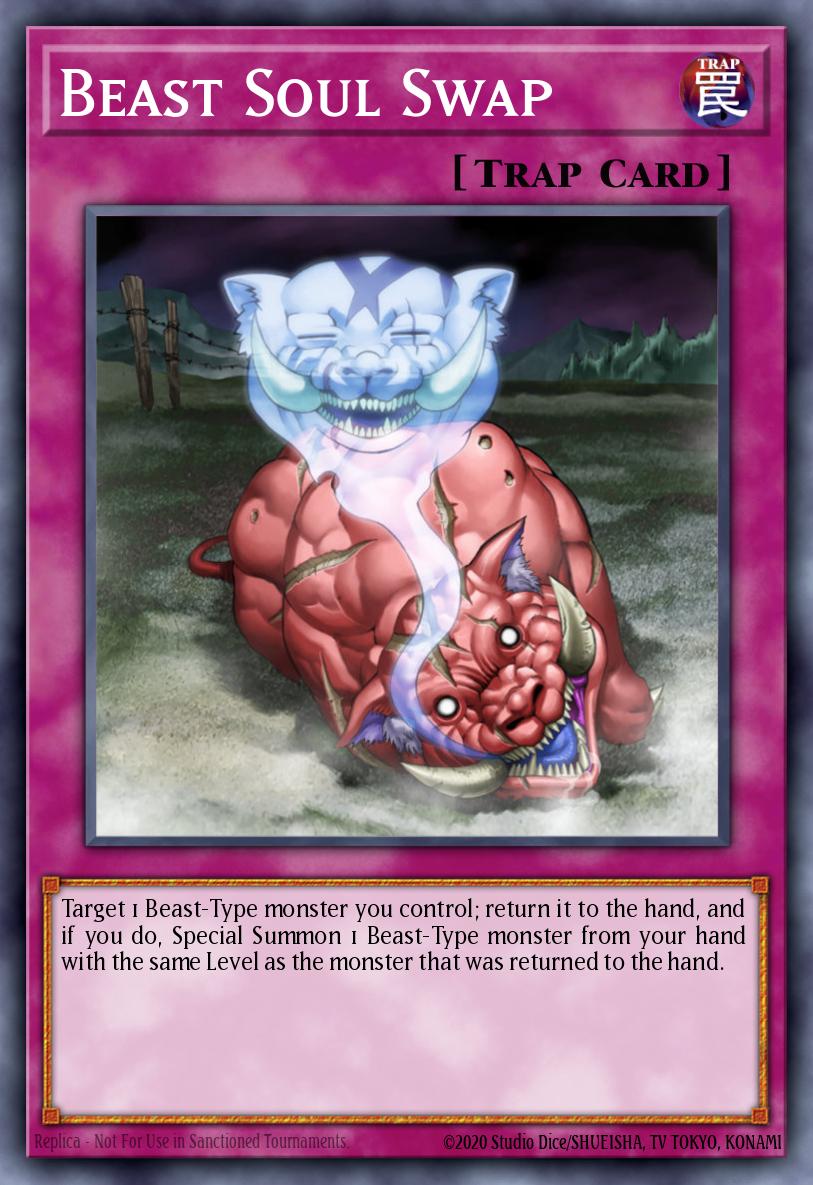 Beast Soul Swap
TRAP
罠
[Trap Card]
Target 1 Beast-Type monster you control; return it to the hand, and
if you do, Special Summon 1 Beast-Type monster from your hand
with the same Level as the monster that was returned to the hand.
Replica - Not For Use in Sanctioned Tournaments.
©2020 Studio Dice/SHUEISHA, TV TOKYO, KONAMI